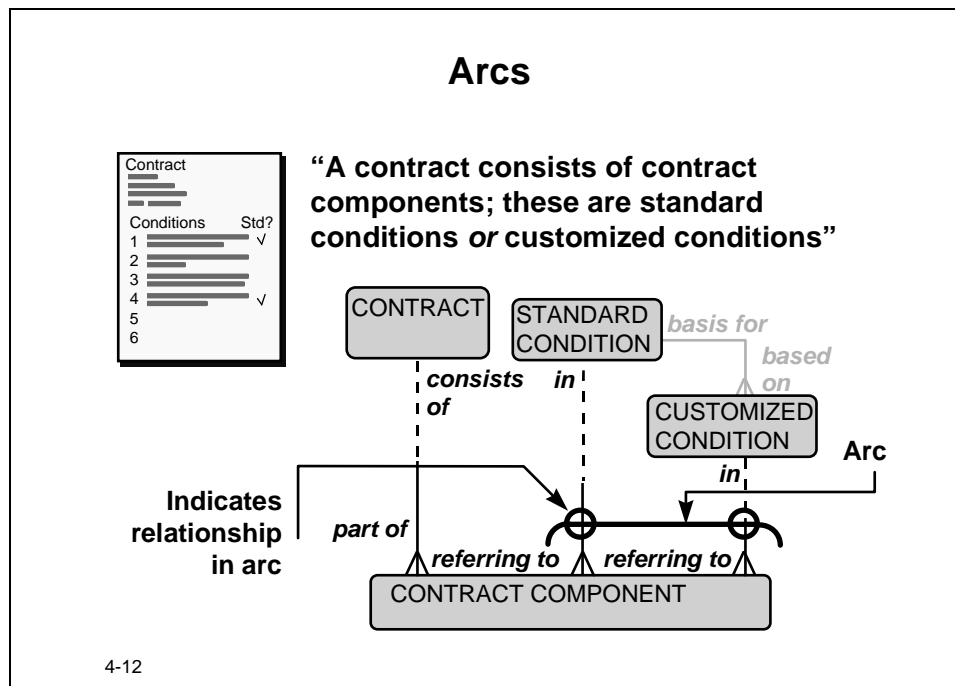 Arcs
Contract
Conditions Std?
1 √
2
3
4 √
5
6
“A contract consists of contract
components; these are standard
conditions or customized conditions”
CONTRACT
STANDARD
CONDITION
basis for
based
on
consists
of
in
CUSTOMIZED
CONDITION
in
Arc
Indicates
relationship
in arc
part of
referring to
referring to
CONTRACT COMPONENT
4-12